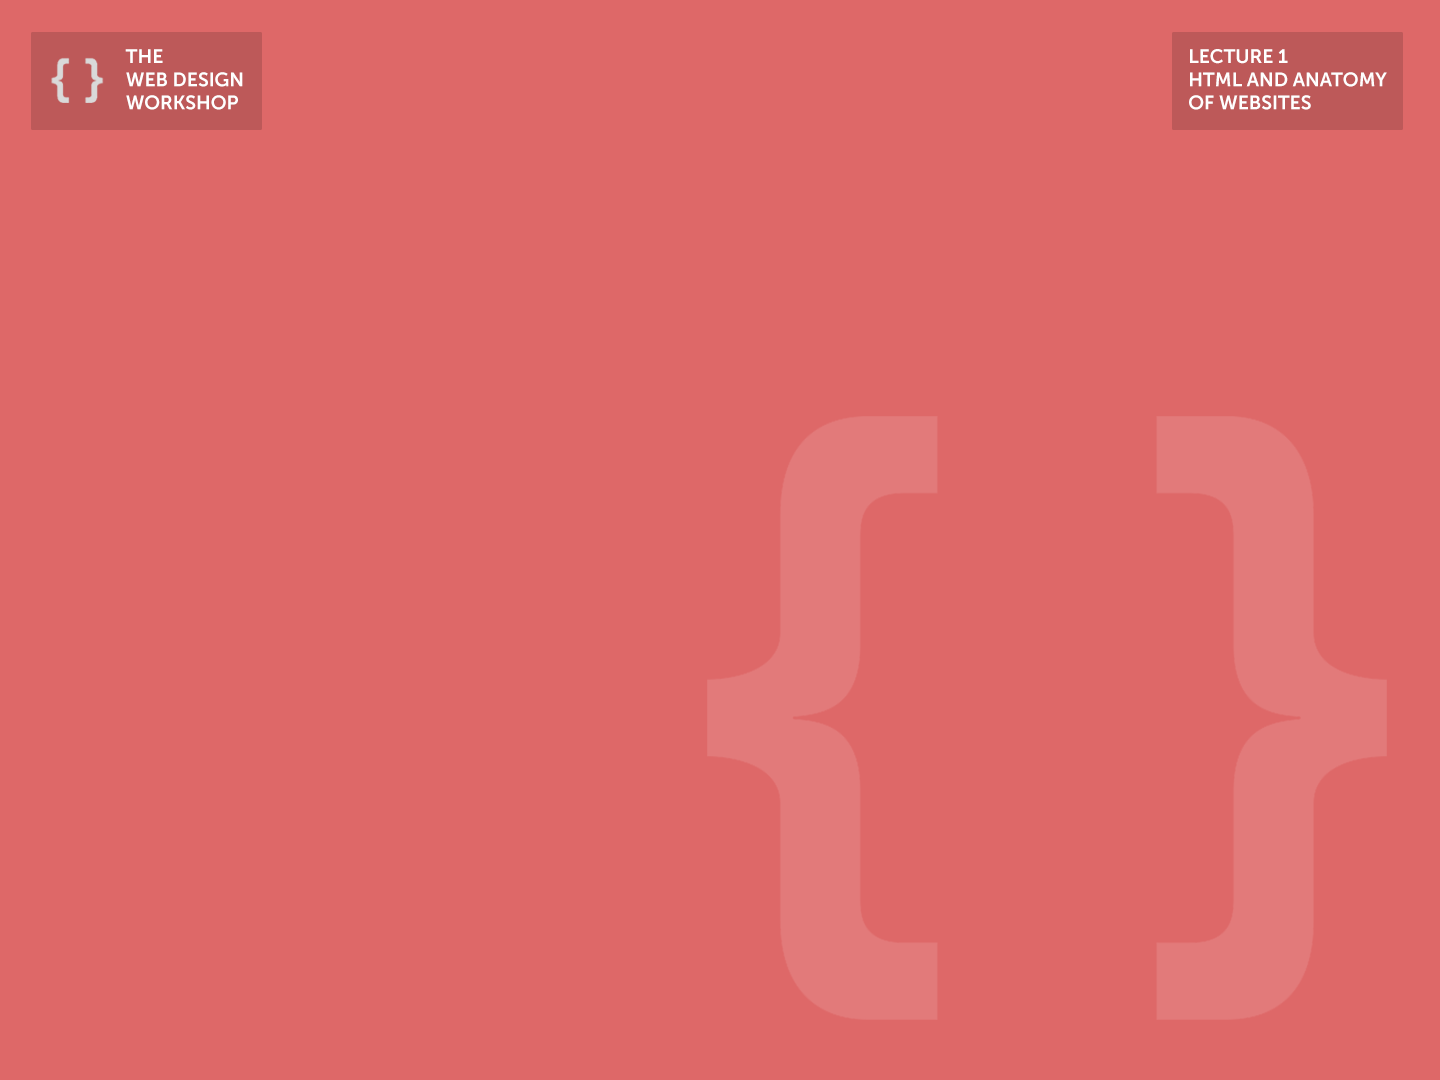 { }
THE
WEB DESIGN
WORKSHOP
LECTURE 1
HTML AND ANATOMY
OF WEBSITES
{ }